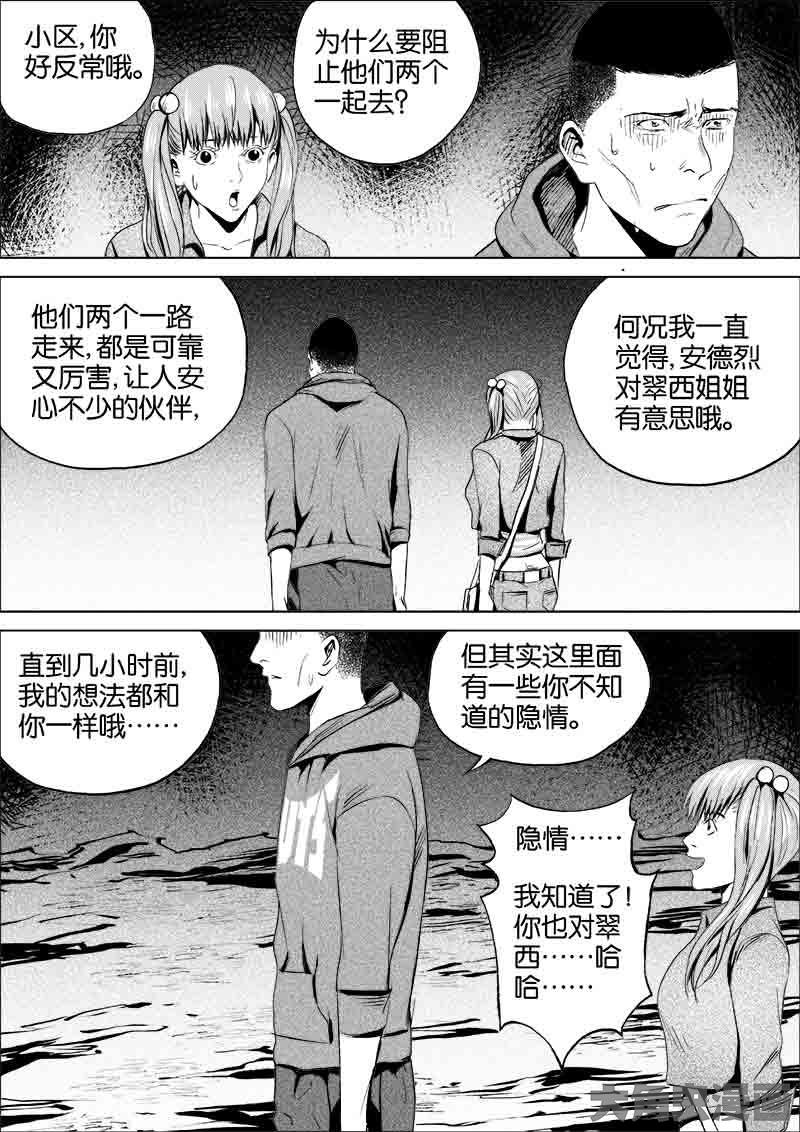 小区,你
好反常哦。
为什么要阻
止他们两个
一起去?
他们两个一路
走来,都是可靠
又厉害,让人安
心不少的伙伴,
何况我一直
觉得,安德烈
对翠西姐姐
有意思哦。
直到几小时前,
我的想法都和
你一样哦……
但其实这里面
有一些你不知
道的隐情。
隐情……
我知道了!
你也对翠
西……哈
哈……